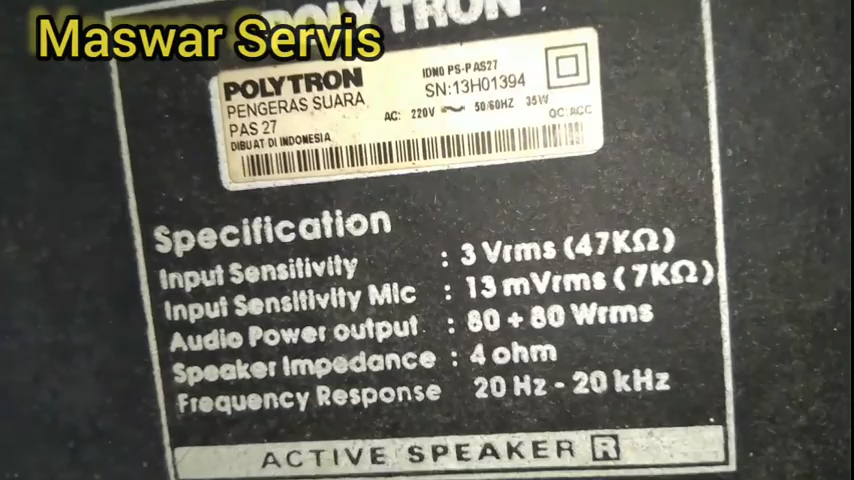 Maswar Servis
POLYTRON
POLYTRON
PENGERAS SUARA
PAS 27
DIBUAT DI INDONESIA
IDNO PS-PAS27
SN:13H01394
AC: 220V ~ 50/60HZ 35W
QC:ACC
Specification
Input Sensitivity : 3 Vrms (47KΩ)
Input Sensitivity Mic : 13 mVrms (7KΩ)
Audio Power output : 80 + 80 Wrms
Speaker Impedance : 4 ohm
Frequency Response 20 Hz - 20 kHz
ACTIVE SPEAKER R